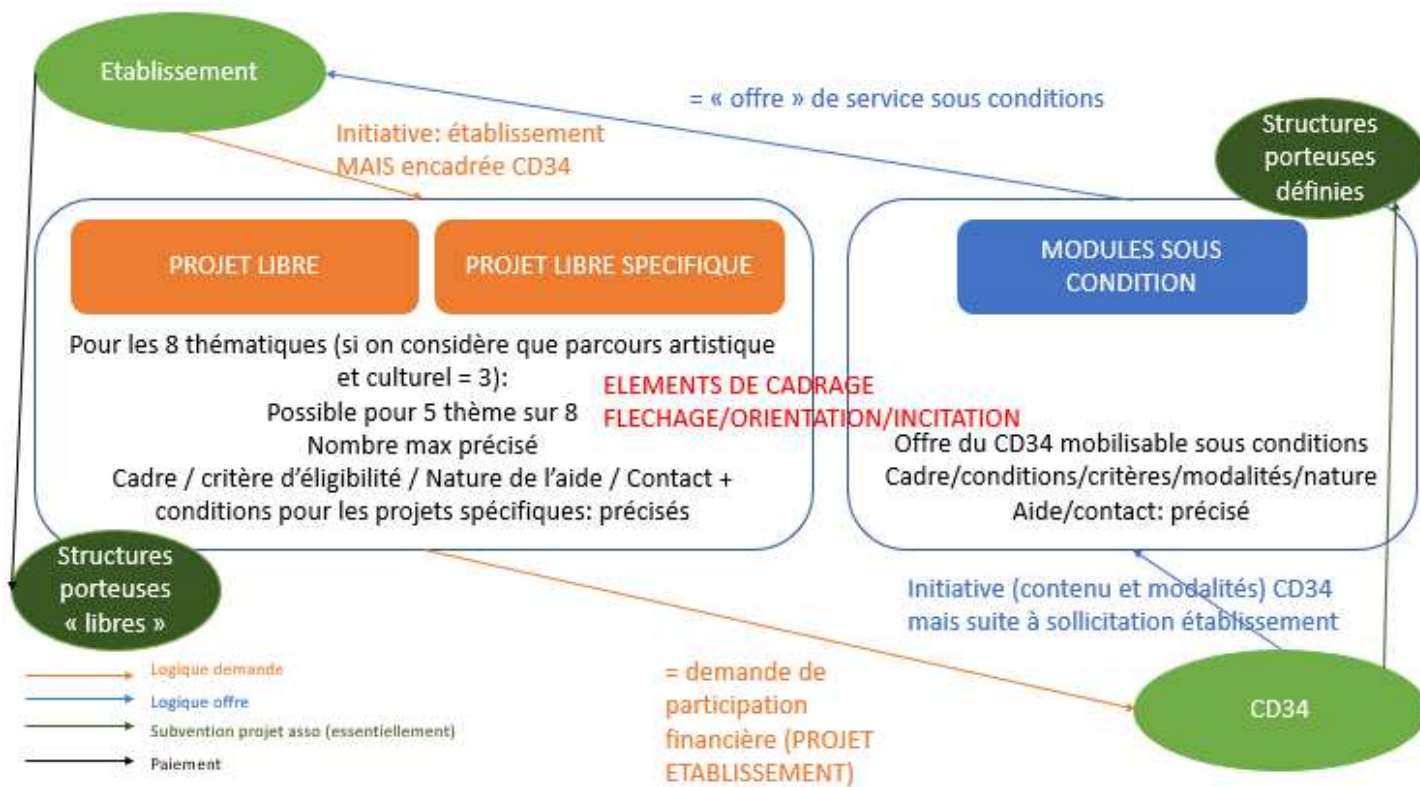 Etablissement
= « offre » de service sous conditions
Structures
porteuses
définies
Initiative: établissement
MAIS encadrée CD34
PROJET LIBRE
PROJET LIBRE SPECIFIQUE
MODULES SOUS
CONDITION
Pour les 8 thématiques (si on considère que parcours artistique
et culturel = 3):
Possible pour 5 thème sur 8
Nombre max précisé
Cadre / critère d’éligibilité / Nature de l’aide / Contact +
conditions pour les projets spécifiques: précisés
ELEMENTS DE CADRAGE
FLECHAGE/ORIENTATION/INCITATION
Offre du CD34 mobilisable sous conditions
Cadre/conditions/critères/modalités/nature
Aide/contact: précisé
Structures
porteuses
« libres »
Initiative (contenu et modalités) CD34
mais suite à sollicitation établissement
Logique demande
Logique offre
Subvention projet asso (essentiellement)
Paiement
= demande de
participation
financière (PROJET
ETABLISSEMENT)
CD34